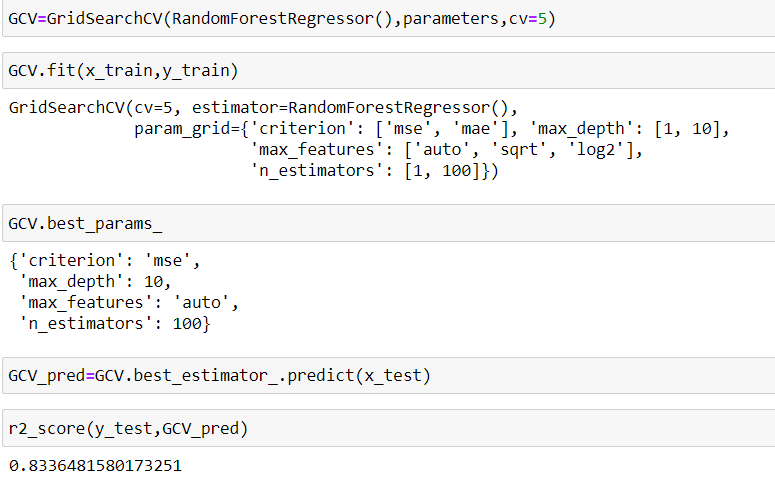 GCV=GridSearchCV(RandomForestRegressor(),parameters,cv=5)
GCV.fit(x_train,y_train)
GridSearchCV(cv=5, estimator=RandomForestRegressor(),
             param_grid={'criterion': ['mse', 'mae'], 'max_depth': [1, 10],
                         'max_features': ['auto', 'sqrt', 'log2'],
                         'n_estimators': [1, 100]})
GCV.best_params_
{'criterion': 'mse',
 'max_depth': 10,
 'max_features': 'auto',
 'n_estimators': 100}
GCV_pred=GCV.best_estimator_.predict(x_test)
r2_score(y_test,GCV_pred)
0.8336481580173251